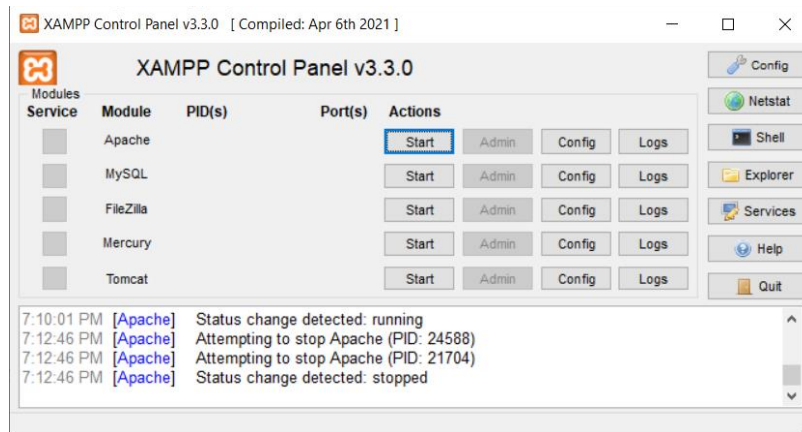 XAMPP Control Panel v3.3.0 [ Compiled: Apr 6th 2021 ]
XAMPP Control Panel v3.3.0
Config
Modules
Netstat
Service Module PID(s) Port(s) Actions
Apache Start Admin Config Logs
Shell
MySQL Start Admin Config Logs
Explorer
FileZilla Start Admin Config Logs
Services
Mercury Start Admin Config Logs
Help
Tomcat Start Admin Config Logs
Quit
7:10:01 PM [Apache] Status change detected: running
7:12:46 PM [Apache] Attempting to stop Apache (PID: 24588)
7:12:46 PM [Apache] Attempting to stop Apache (PID: 21704)
7:12:46 PM [Apache] Status change detected: stopped